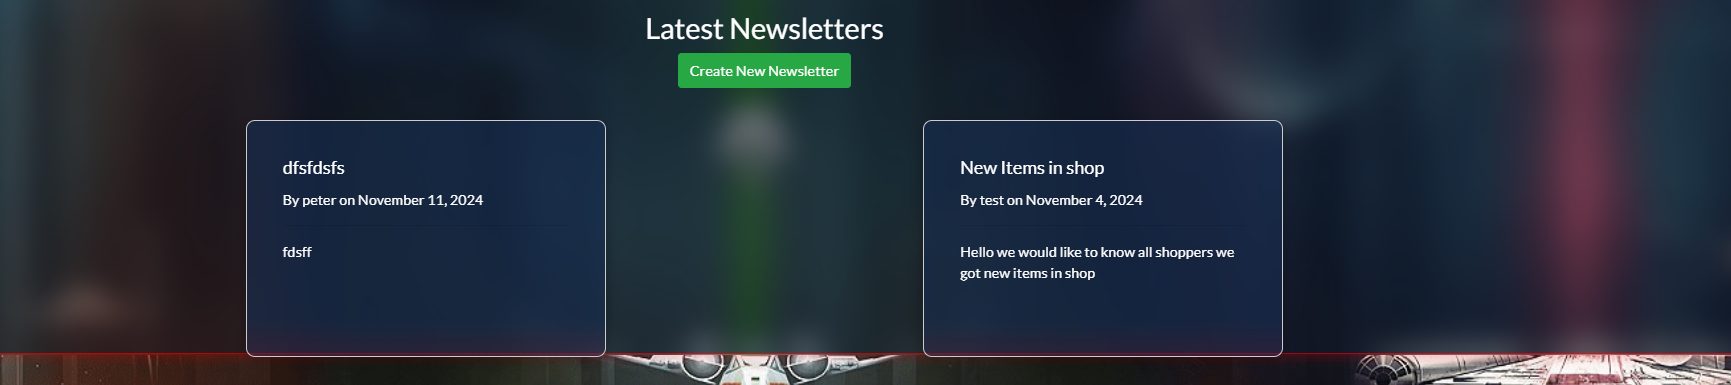 Latest Newsletters
Create New Newsletter
dfsfdsfs
By peter on November 11, 2024
fdsff
New Items in shop
By test on November 4, 2024
Hello we would like to know all shoppers we
got new items in shop